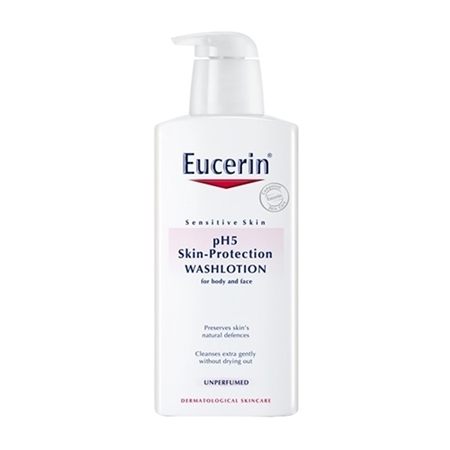 Eucerin®
Sensitive Skin
pH5
Skin-Protection
WASHLOTION
for body and face
Preserves skin's
natural defences
Cleanses extra gently
without drying out
UNPERFUMED
DERMATOLOGICAL SKINCARE